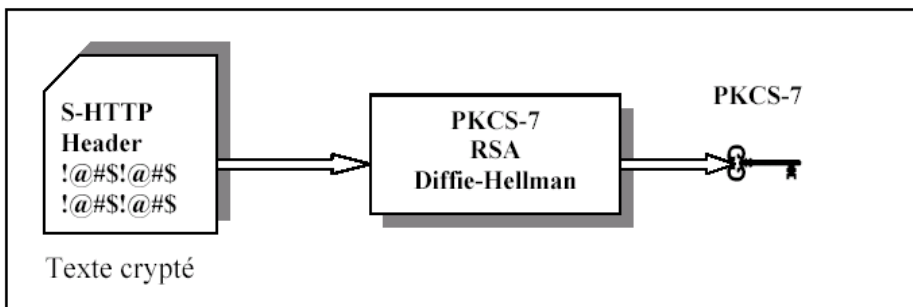 S-HTTP
Header
!@#$!@#$
!@#$!@#$
Texte crypté
PKCS-7
RSA
Diffie-Hellman
PKCS-7